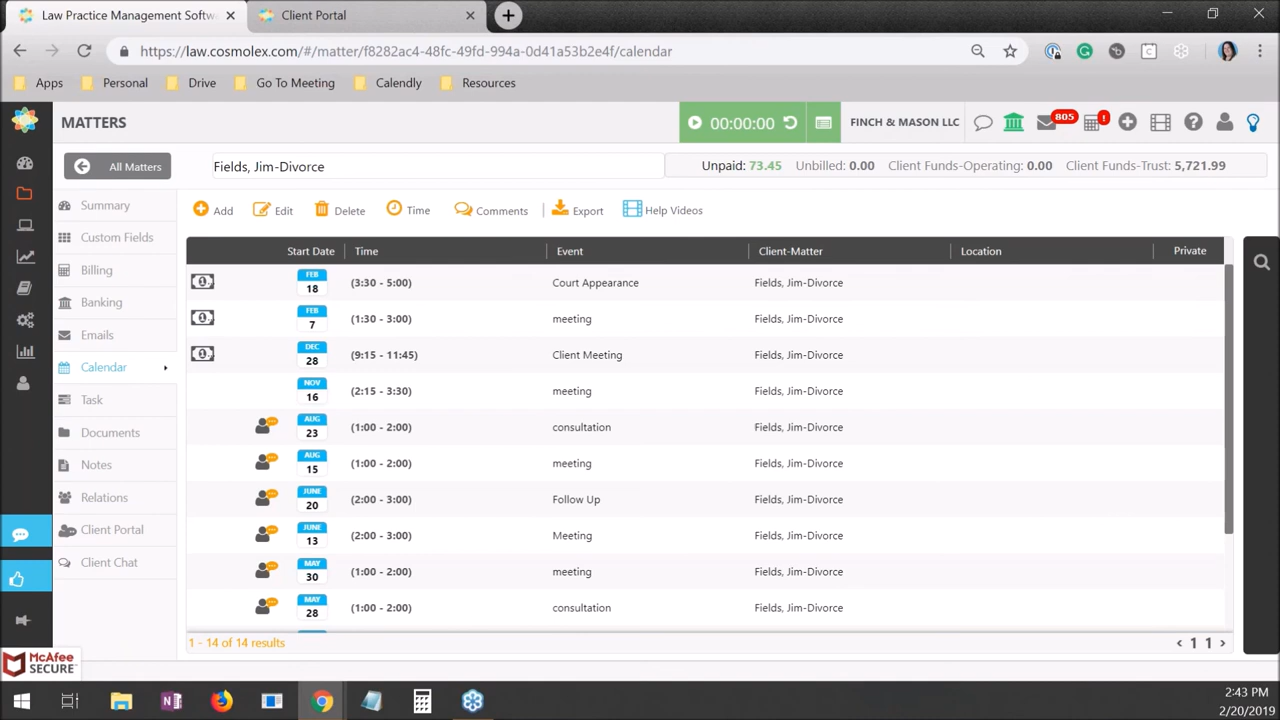 Law Practice Management Softw
Client Portal
https://law.cosmolex.com/#/matter/f8282ac4-48fc-49fd-994a-0d41a53b2e4f/calendar
Apps Personal Drive Go To Meeting Calendly Resources
MATTERS 00:00:00 FINCH & MASON LLC 805 !
All Matters Fields, Jim-Divorce Unpaid: 73.45 Unbilled: 0.00 Client Funds-Operating: 0.00 Client Funds-Trust: 5,721.99
Summary
Custom Fields
Billing
Banking
Emails
Calendar
Task
Documents
Notes
Relations
Client Portal
Client Chat
Add Edit Delete Time Comments Export Help Videos
Start Date Time Event Client-Matter Location Private
FEB 18 (3:30 - 5:00) Court Appearance Fields, Jim-Divorce
FEB 7 (1:30 - 3:00) meeting Fields, Jim-Divorce
DEC 28 (9:15 - 11:45) Client Meeting Fields, Jim-Divorce
NOV 16 (2:15 - 3:30) meeting Fields, Jim-Divorce
AUG 23 (1:00 - 2:00) consultation Fields, Jim-Divorce
AUG 15 (1:00 - 2:00) meeting Fields, Jim-Divorce
JUNE 20 (2:00 - 3:00) Follow Up Fields, Jim-Divorce
JUNE 13 (2:00 - 3:00) Meeting Fields, Jim-Divorce
MAY 30 (1:00 - 2:00) meeting Fields, Jim-Divorce
MAY 28 (1:00 - 2:00) consultation Fields, Jim-Divorce
1 - 14 of 14 results < 1 1 >
McAfee
SECURE
2:43 PM
2/20/2019